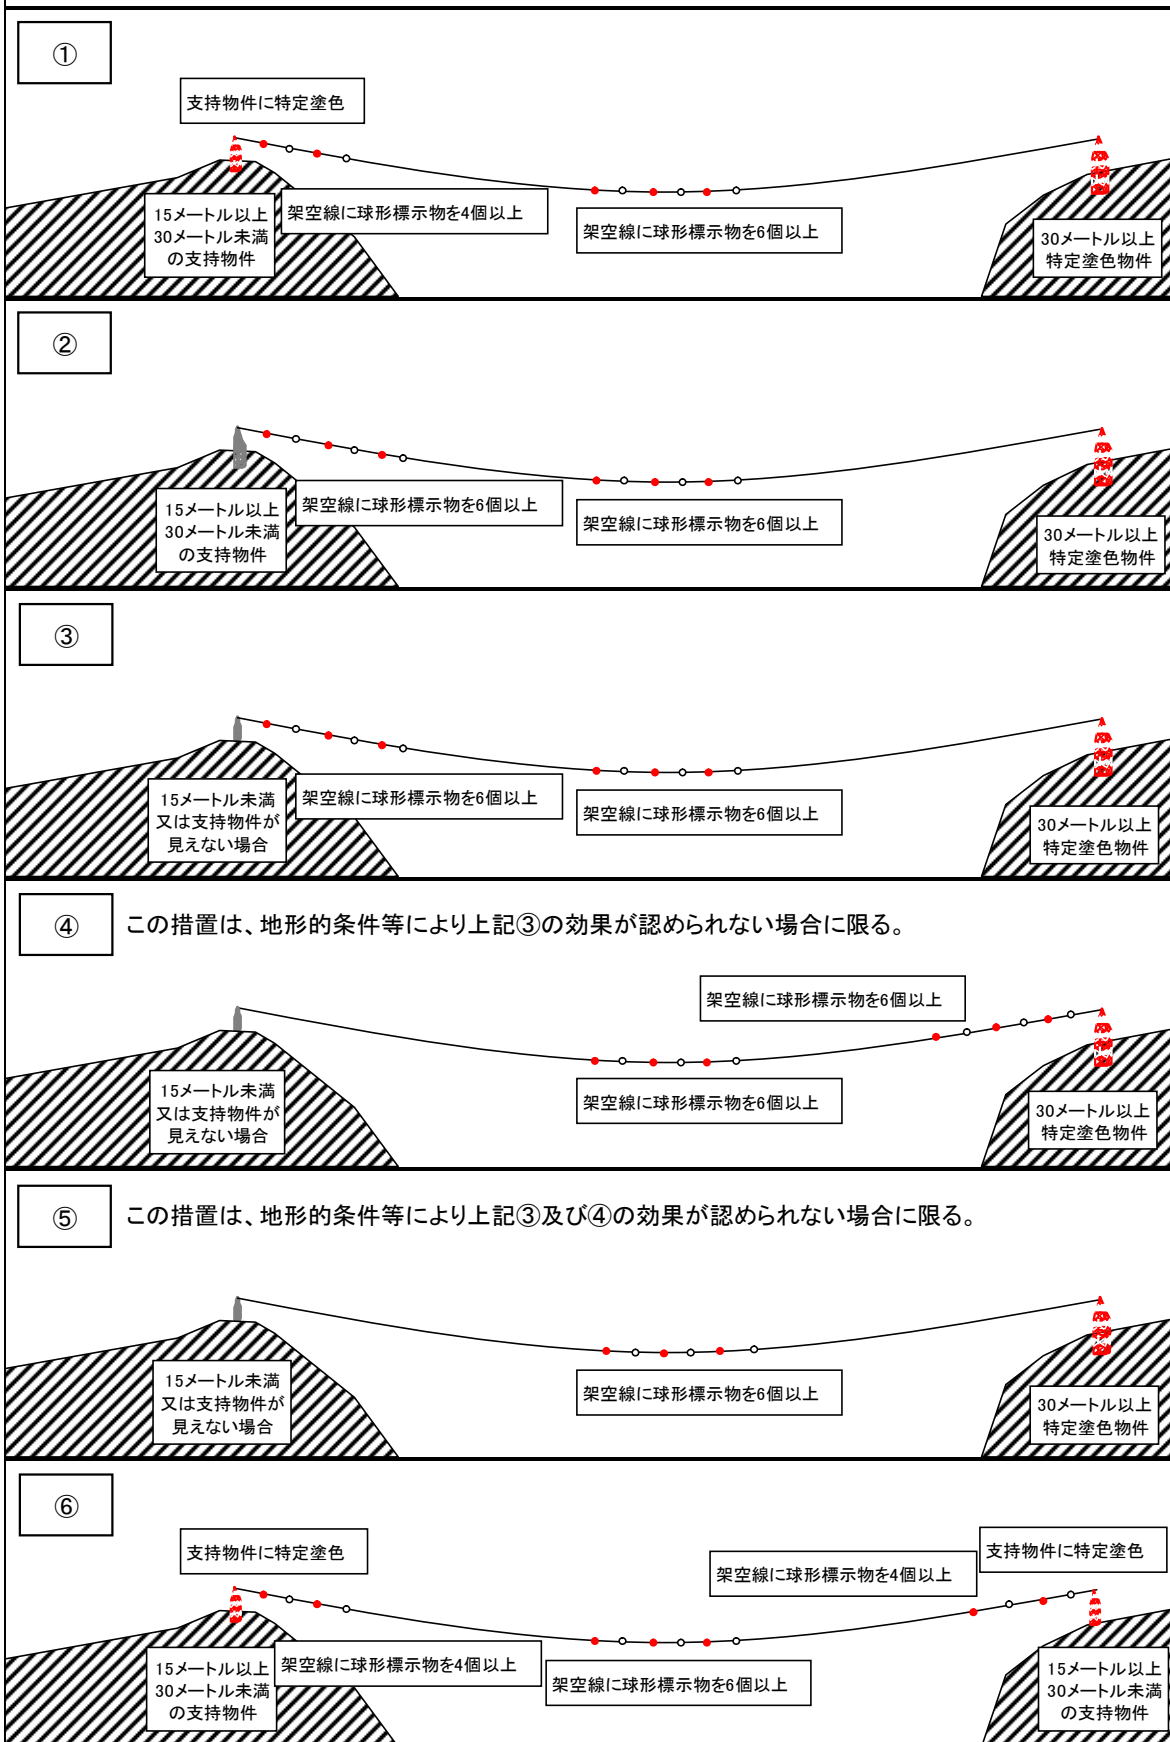 ①
支持物件に特定塗色
架空線に球形標示物を4個以上
架空線に球形標示物を6個以上
15メートル以上
30メートル未満
の支持物件
30メートル以上
特定塗色物件
②
架空線に球形標示物を6個以上
架空線に球形標示物を6個以上
15メートル以上
30メートル未満
の支持物件
30メートル以上
特定塗色物件
③
架空線に球形標示物を6個以上
架空線に球形標示物を6個以上
15メートル未満
又は支持物件が
見えない場合
30メートル以上
特定塗色物件
④
この措置は、地形的条件等により上記③の効果が認められない場合に限る。
架空線に球形標示物を6個以上
架空線に球形標示物を6個以上
15メートル未満
又は支持物件が
見えない場合
30メートル以上
特定塗色物件
⑤
この措置は、地形的条件等により上記③及び④の効果が認められない場合に限る。
架空線に球形標示物を6個以上
15メートル未満
又は支持物件が
見えない場合
30メートル以上
特定塗色物件
⑥
支持物件に特定塗色
架空線に球形標示物を4個以上
支持物件に特定塗色
架空線に球形標示物を4個以上
架空線に球形標示物を6個以上
15メートル以上
30メートル未満
の支持物件
15メートル以上
30メートル未満
の支持物件